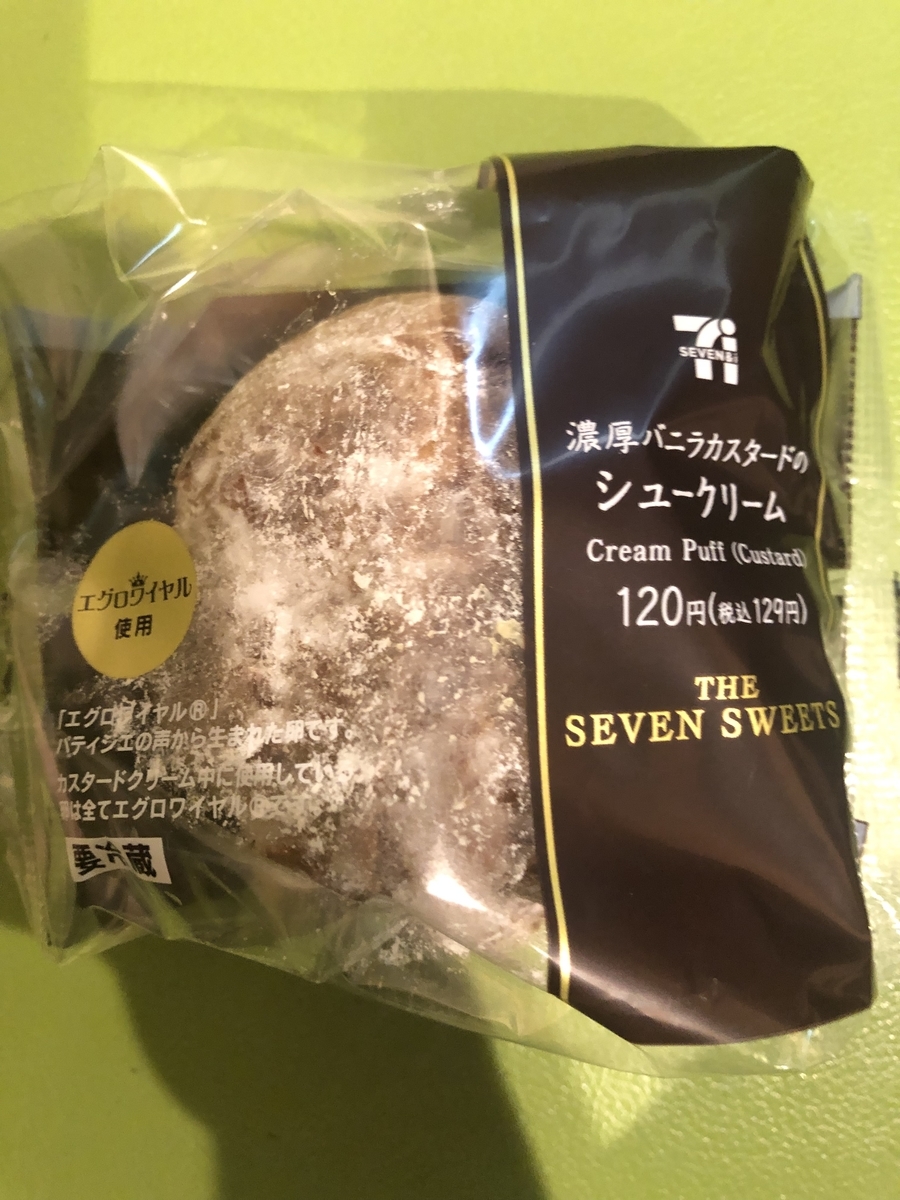 SEVEN&i
濃厚バニラカスタードの
シュークリーム
Cream Puff (Custard)
120円(税込129円)
THE
SEVEN SWEETS
エグロワイヤル
使用
「エグロワイヤル®」
パティシエの声から生まれた卵です。
カスタードクリーム中に使用してい
卵は全てエグロワイヤル®です。
要冷蔵